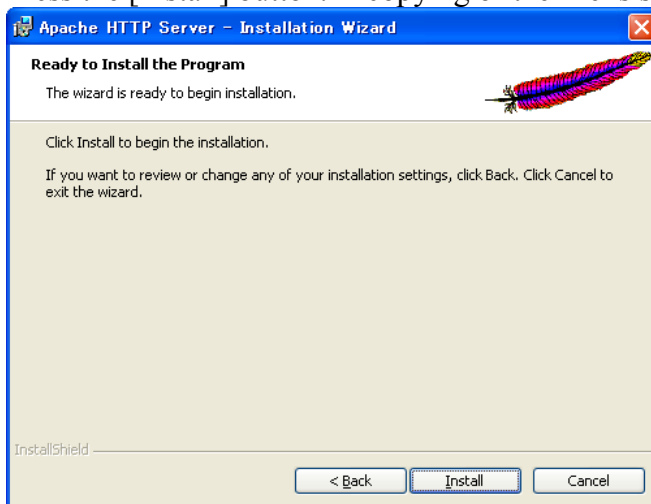 Apache HTTP Server - Installation Wizard
Ready to Install the Program
The wizard is ready to begin installation.
Click Install to begin the installation.
If you want to review or change any of your installation settings, click Back. Click Cancel to
exit the wizard.
InstallShield
< Back Install Cancel